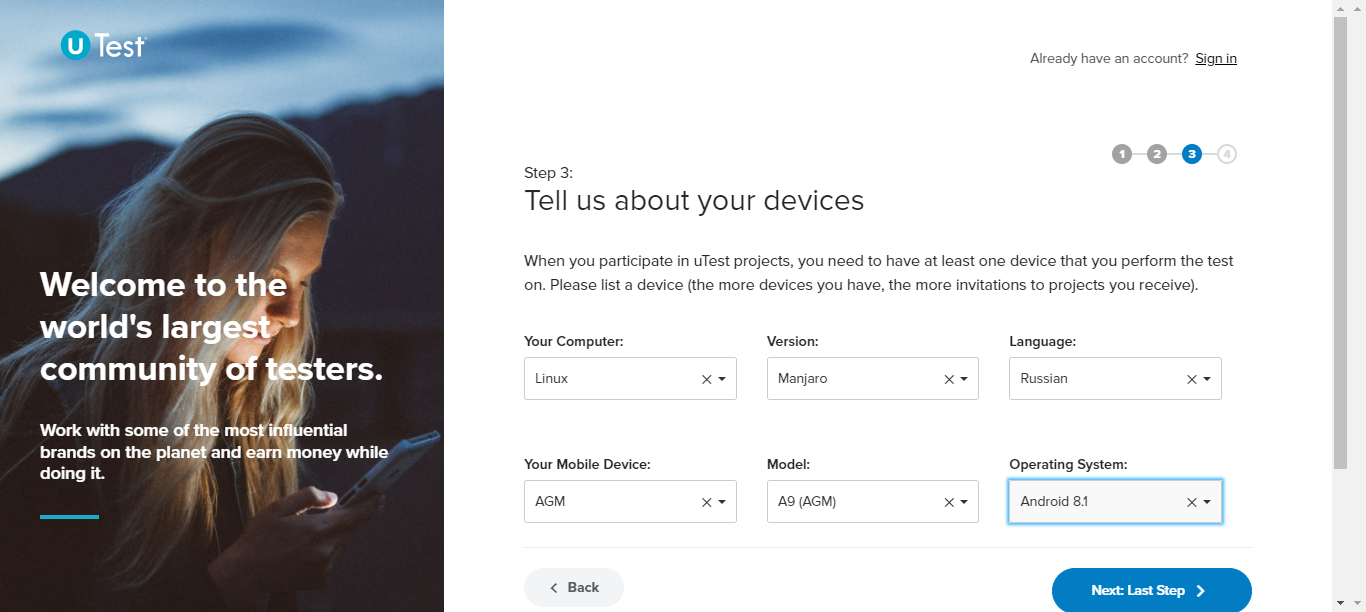 uTest
Already have an account? Sign in
1 2 3 4
Step 3:
Tell us about your devices
When you participate in uTest projects, you need to have at least one device that you perform the test
on. Please list a device (the more devices you have, the more invitations to projects you receive).
Welcome to the
world's largest
community of testers.
Work with some of the most influential
brands on the planet and earn money while
doing it.
Your Computer: Version: Language:
Linux Manjaro Russian
Your Mobile Device: Model: Operating System:
AGM A9 (AGM) Android 8.1
Back Next: Last Step